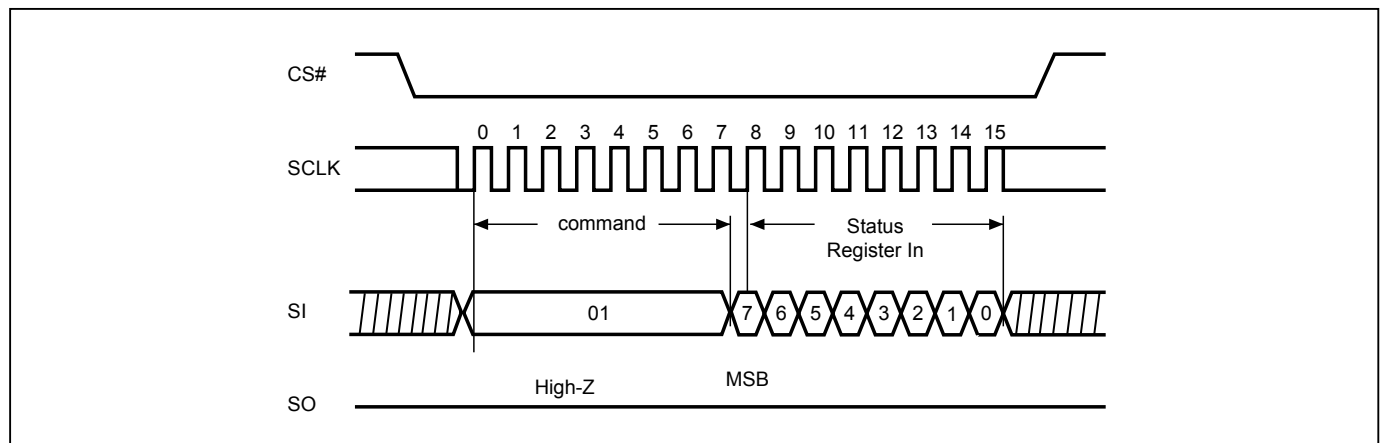 CS#
0 1 2 3 4 5 6 7 8 9 10 11 12 13 14 15
SCLK
command
Status
Register In
SI
01
7 6 5 4 3 2 1 0
High-Z
MSB
SO